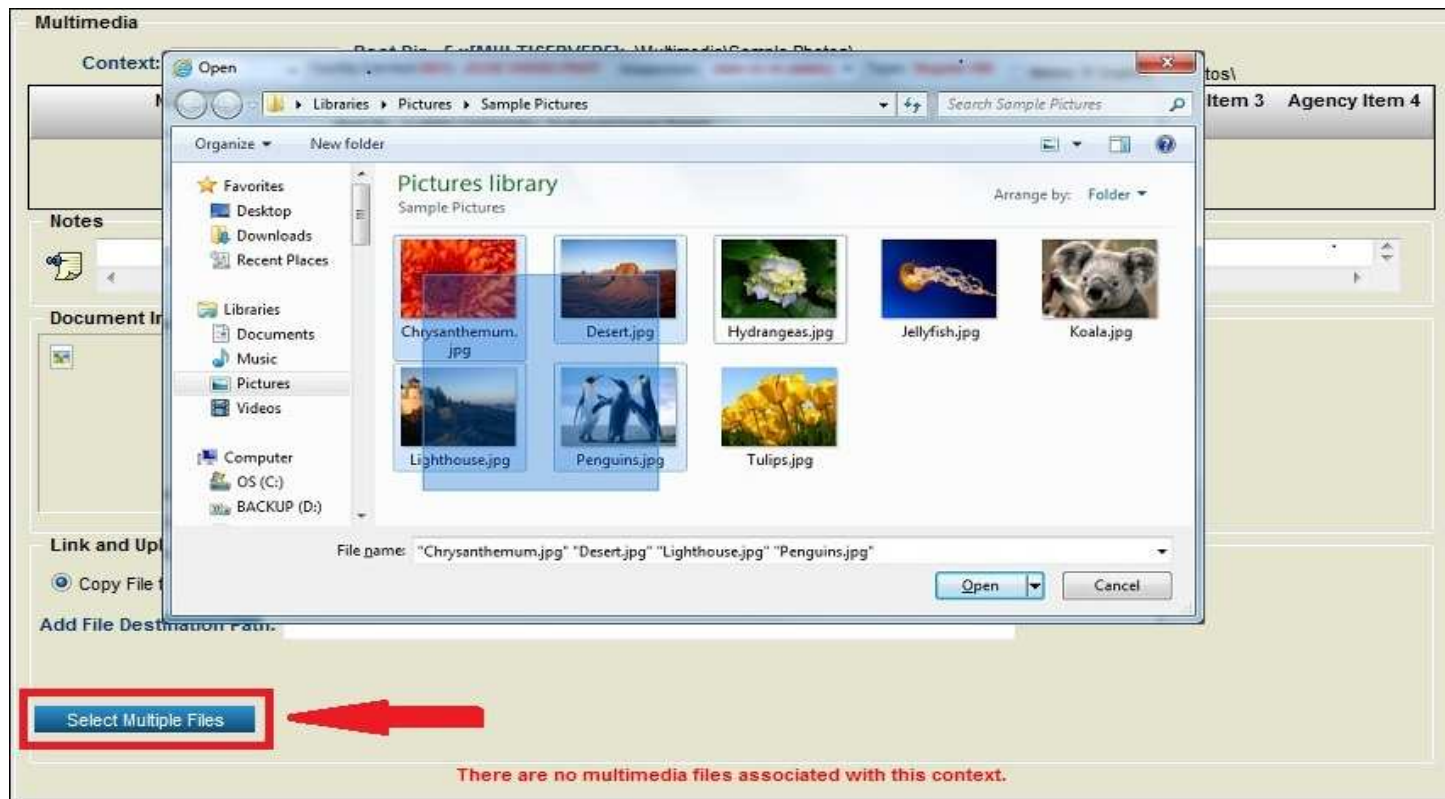 Multimedia
Context:
tos\
Item 3 Agency Item 4
Open
Libraries Pictures Sample Pictures
Search Sample Pictures
Organize New folder
Favorites
Desktop
Downloads
Recent Places
Libraries
Documents
Music
Pictures
Videos
Computer
OS (C:)
BACKUP (D:)
Pictures library
Sample Pictures
Arrange by: Folder
Chrysanthemum.
jpg
Desert.jpg
Hydrangeas.jpg
Jellyfish.jpg
Koala.jpg
Lighthouse.jpg
Penguins.jpg
Tulips.jpg
File name: "Chrysanthemum.jpg" "Desert.jpg" "Lighthouse.jpg" "Penguins.jpg"
Open Cancel
Notes
Document
Link and Upl
Copy File
Add File Destination Path:
Select Multiple Files
There are no multimedia files associated with this context.